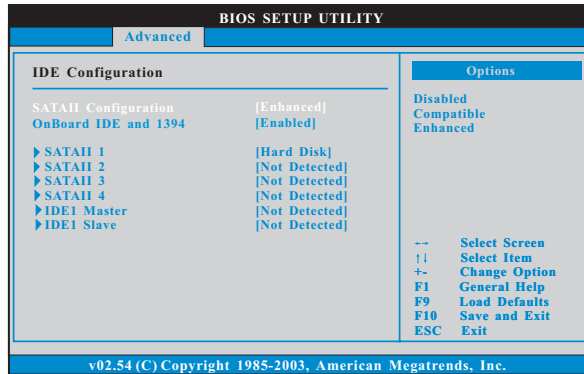 BIOS SETUP UTILITY
Advanced
IDE Configuration
SATAII Configuration [Enhanced]
OnBoard IDE and 1394 [Enabled]
SATAII 1 [Hard Disk]
SATAII 2 [Not Detected]
SATAII 3 [Not Detected]
SATAII 4 [Not Detected]
IDE1 Master [Not Detected]
IDE1 Slave [Not Detected]
Options
Disabled
Compatible
Enhanced
←→ Select Screen
↑↓ Select Item
+- Change Option
F1 General Help
F9 Load Defaults
F10 Save and Exit
ESC Exit
v02.54 (C) Copyright 1985-2003, American Megatrends, Inc.